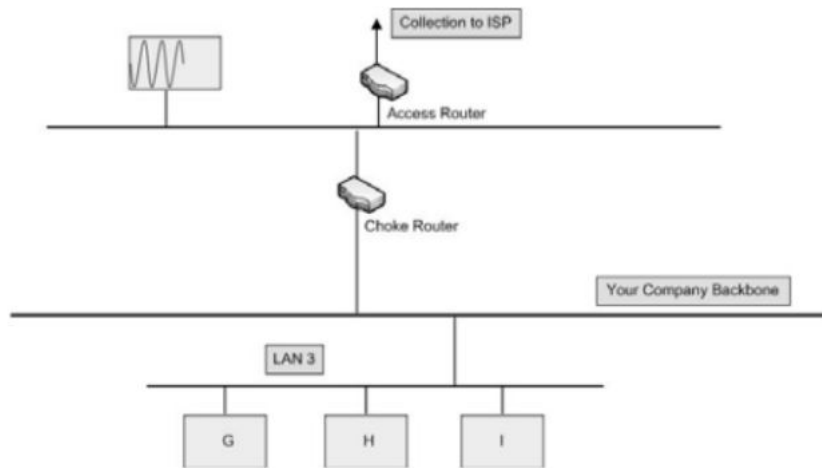 Collection to ISP
Access Router
Choke Router
Your Company Backbone
LAN 3
G
H
I